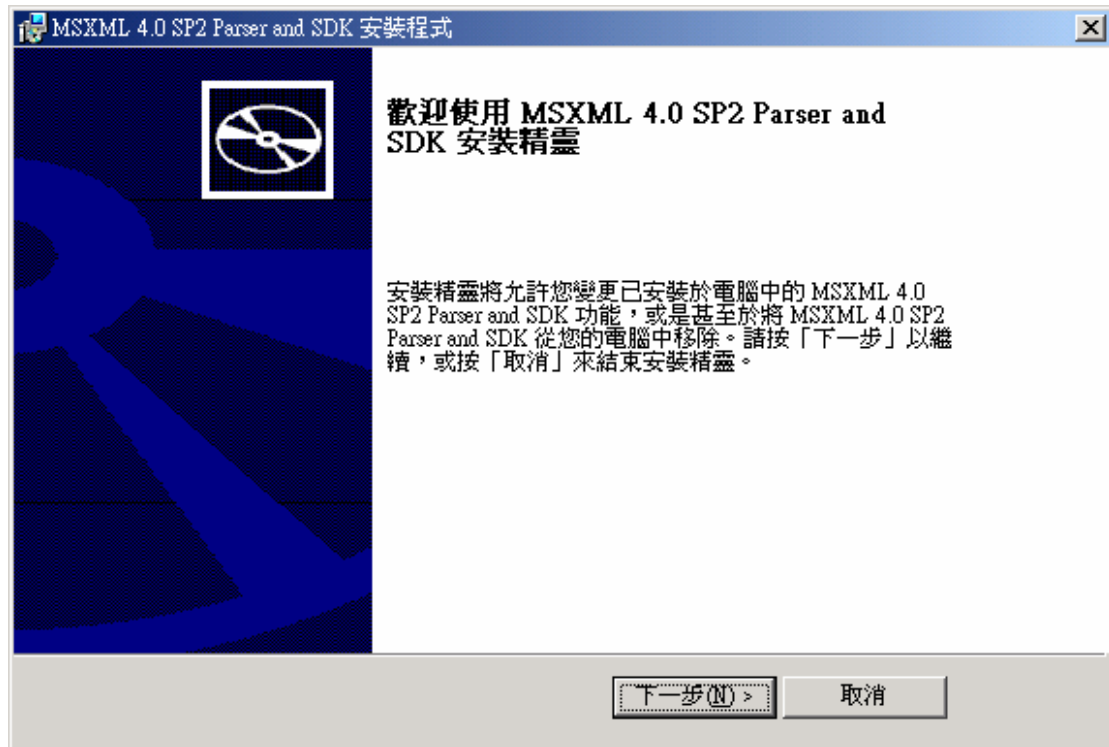 MSXML 4.0 SP2 Parser and SDK 安裝程式
歡迎使用 MSXML 4.0 SP2 Parser and
SDK 安裝精靈
安裝精靈將允許您變更已安裝於電腦中的 MSXML 4.0
SP2 Parser and SDK 功能，或是甚至於將 MSXML 4.0 SP2
Parser and SDK 從您的電腦中移除。請按「下一步」以繼
續，或按「取消」來結束安裝精靈。
下一步(N) >
取消